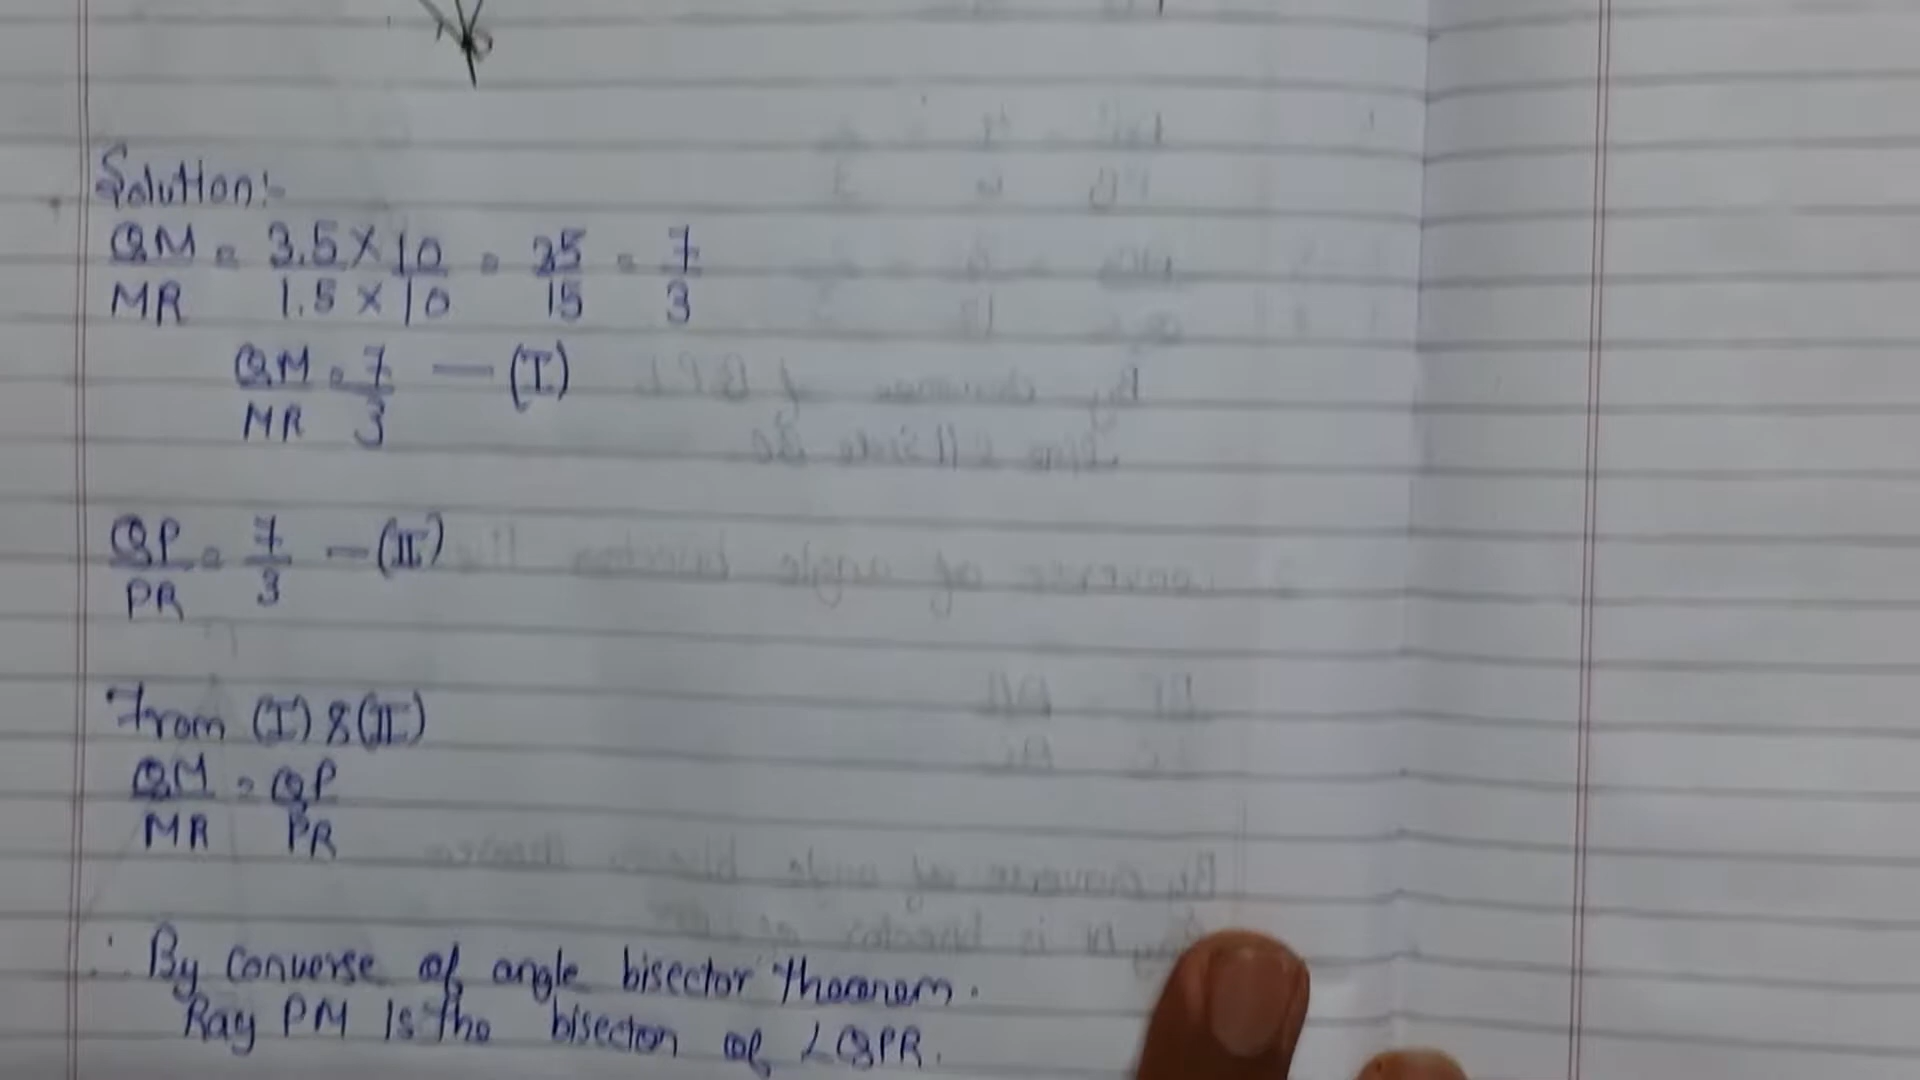 Solution:-
QM = 3.5 × 10 = 35 = 7
MR 1.5 × 10 15 3
QM = 7 — (I)
MR 3
QP = 7 — (II)
PR 3
From (I) & (II)
QM = QP
MR PR
∴ By converse of angle bisector theorem.
Ray PM is the bisector of ∠QPR.